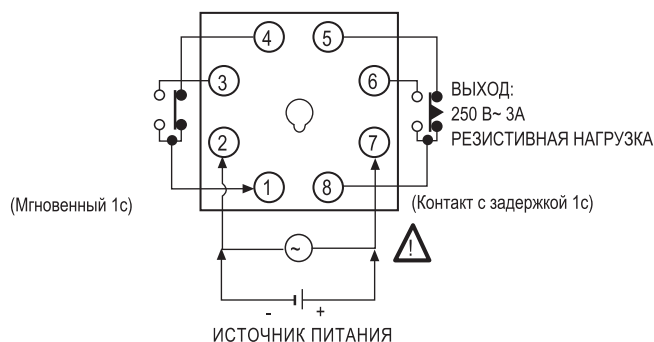 4 5
3 6
ВЫХОД:
250 В~ 3А
РЕЗИСТИВНАЯ НАГРУЗКА
2 7
1 8
(Мгновенный 1с)
(Контакт с задержкой 1с)
~
!
- +
ИСТОЧНИК ПИТАНИЯ